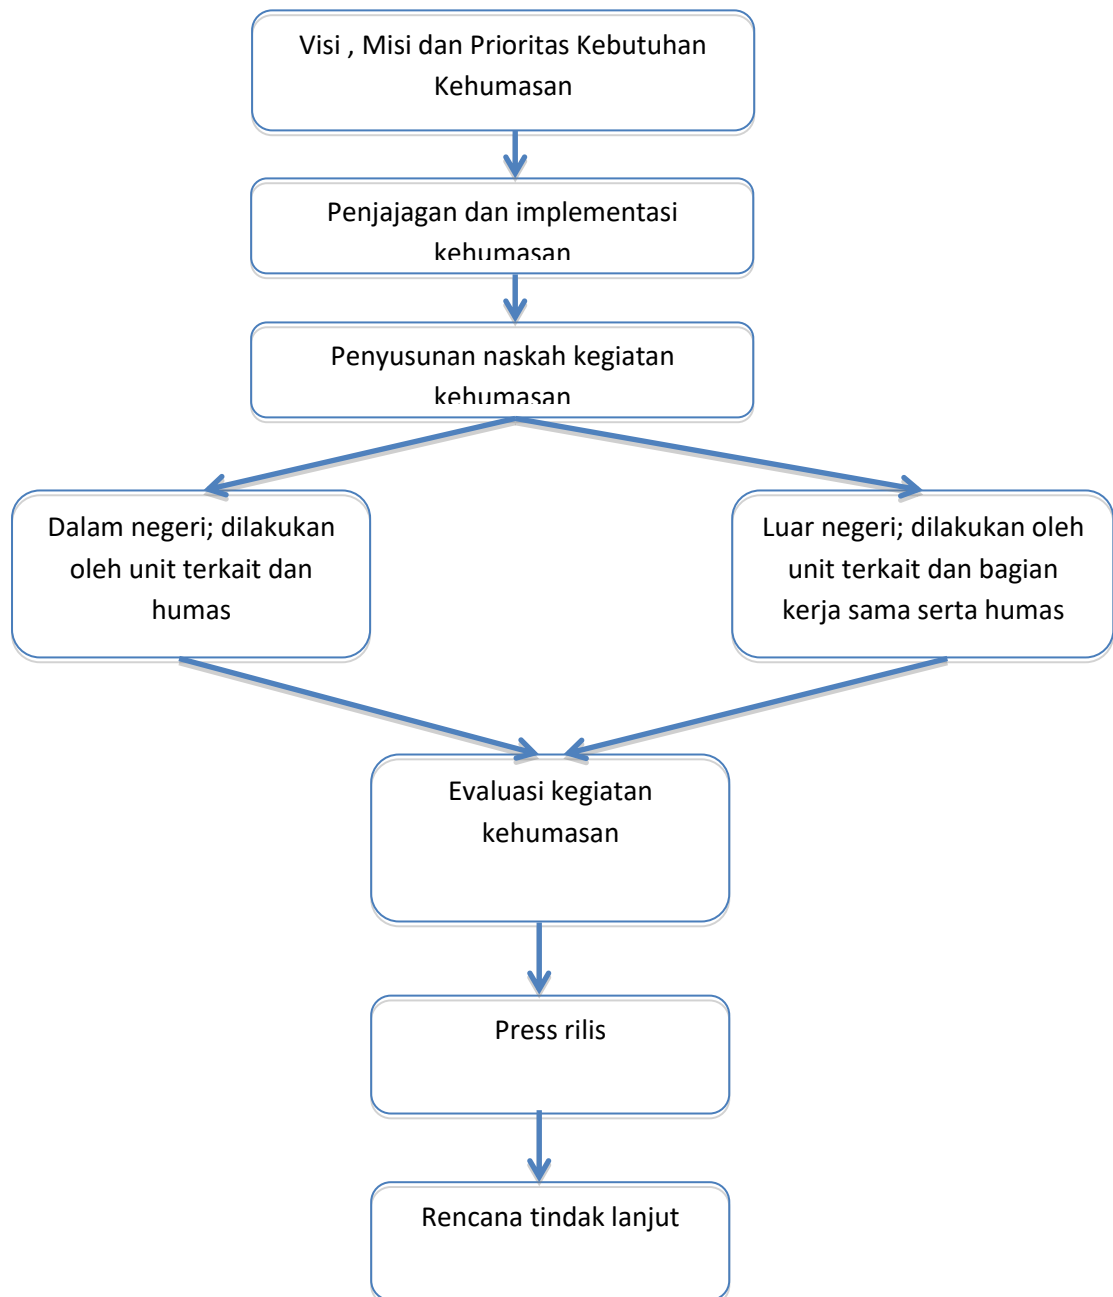 Visi , Misi dan Prioritas Kebutuhan
Kehumasan
Penjajagan dan implementasi
kehumasan
Penyusunan naskah kegiatan
kehumasan
Dalam negeri; dilakukan
oleh unit terkait dan
humas
Luar negeri; dilakukan oleh
unit terkait dan bagian
kerja sama serta humas
Evaluasi kegiatan
kehumasan
Press rilis
Rencana tindak lanjut